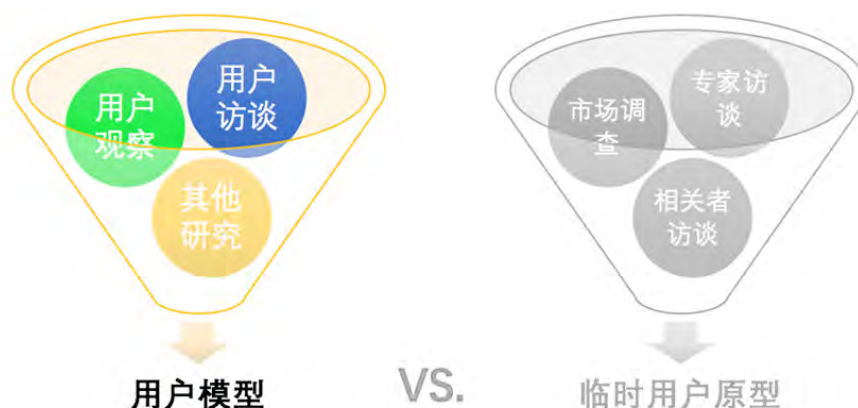 用户
观察
用户
访谈
其他
研究
用户模型
VS.
市场调
查
专家访
谈
相关者
访谈
临时用户原型